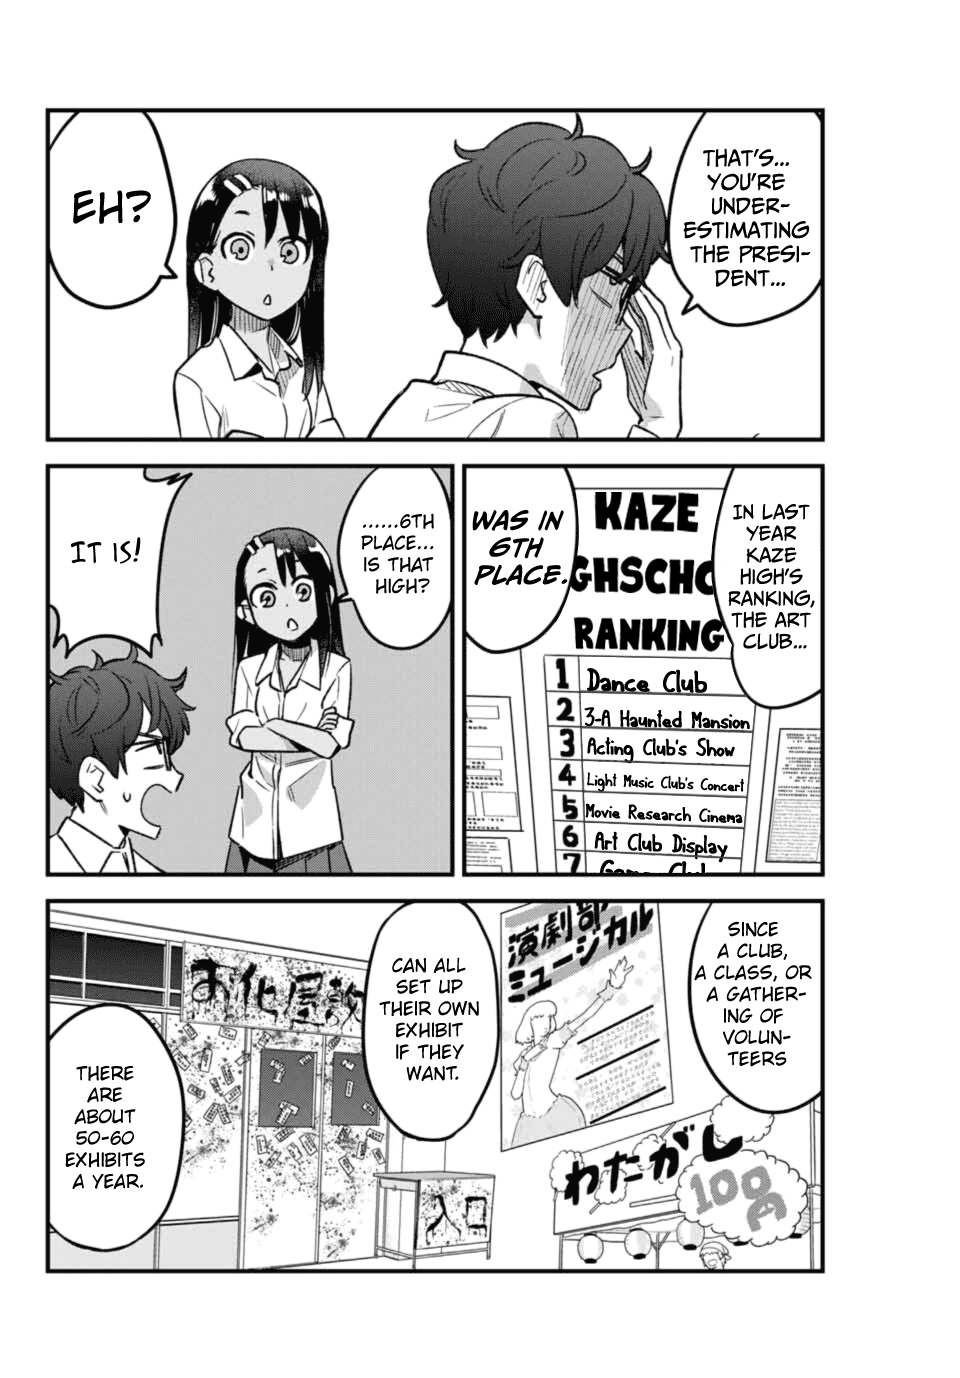 THAT'S...
YOU'RE
UNDER-
ESTIMATING
THE PRESI-
DENT...
EH?
IN LAST
YEAR
KAZE
HIGH'S
RANKING,
THE ART
CLUB...
WAS IN
6TH
PLACE.
KAZE
GHSCHO
RANKING
1 Dance Club
2 3-A Haunted Mansion
3 Acting Club's Show
4 Light Music Club's Concert
5 Movie Research Cinema
6 Art Club Display
7 Game Club
......6TH
PLACE...
IS THAT
HIGH?
IT IS!
SINCE
A CLUB,
A CLASS, OR
A GATHER-
ING OF
VOLUN-
TEERS
演劇部
ミュージカル
CAN ALL
SET UP
THEIR OWN
EXHIBIT
IF THEY
WANT.
お化屋敷
わたがし
100
入口
THERE
ARE
ABOUT
50-60
EXHIBITS
A YEAR.